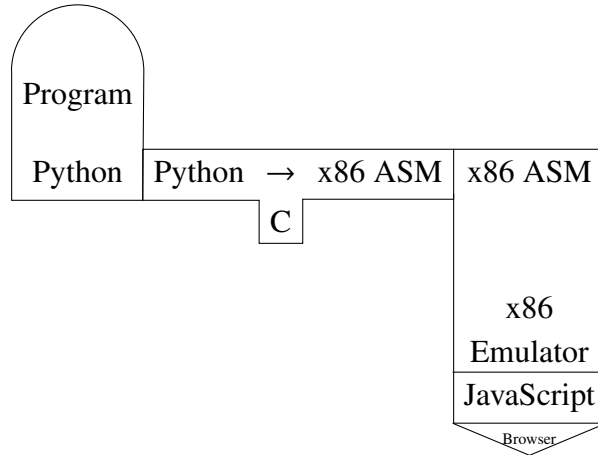 Program
Python Python → x86 ASM x86 ASM
C
x86
Emulator
JavaScript
Browser